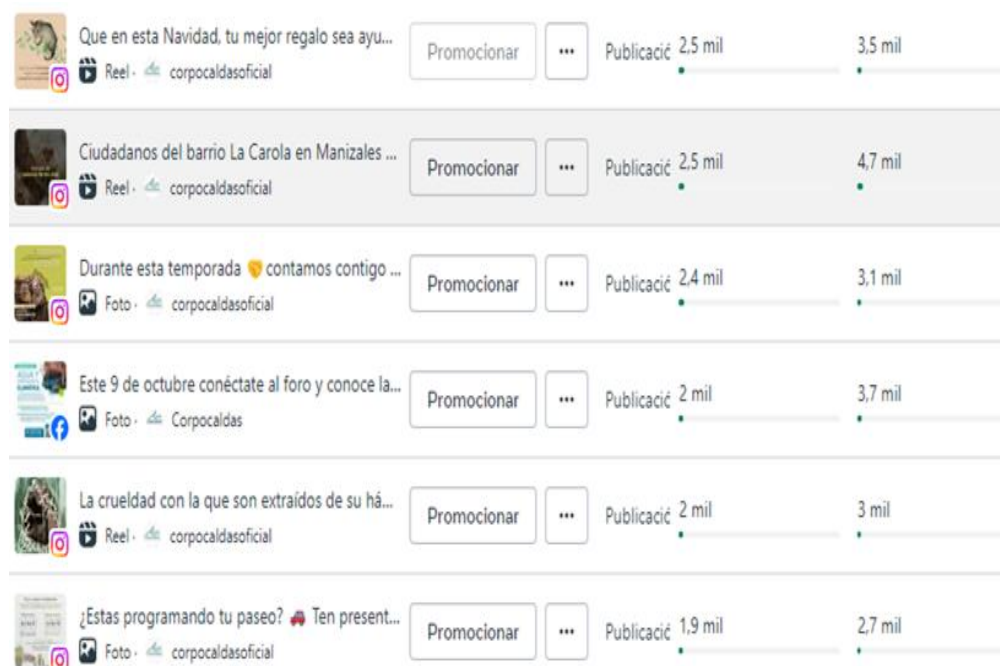 Que en esta Navidad, tu mejor regalo sea ayu...
Reel · corpocaldasoficial
Promocionar
...
Publicació
2,5 mil
3,5 mil
Ciudadanos del barrio La Carola en Manizales ...
Reel · corpocaldasoficial
Promocionar
...
Publicació
2,5 mil
4,7 mil
Durante esta temporada 🤝 contamos contigo ...
Foto · corpocaldasoficial
Promocionar
...
Publicació
2,4 mil
3,1 mil
Este 9 de octubre conéctate al foro y conoce la...
Foto · Corpocaldas
Promocionar
...
Publicació
2 mil
3,7 mil
La crueldad con la que son extraídos de su há...
Reel · corpocaldasoficial
Promocionar
...
Publicació
2 mil
3 mil
¿Estas programando tu paseo? 🚗 Ten present...
Foto · corpocaldasoficial
Promocionar
...
Publicació
1,9 mil
2,7 mil